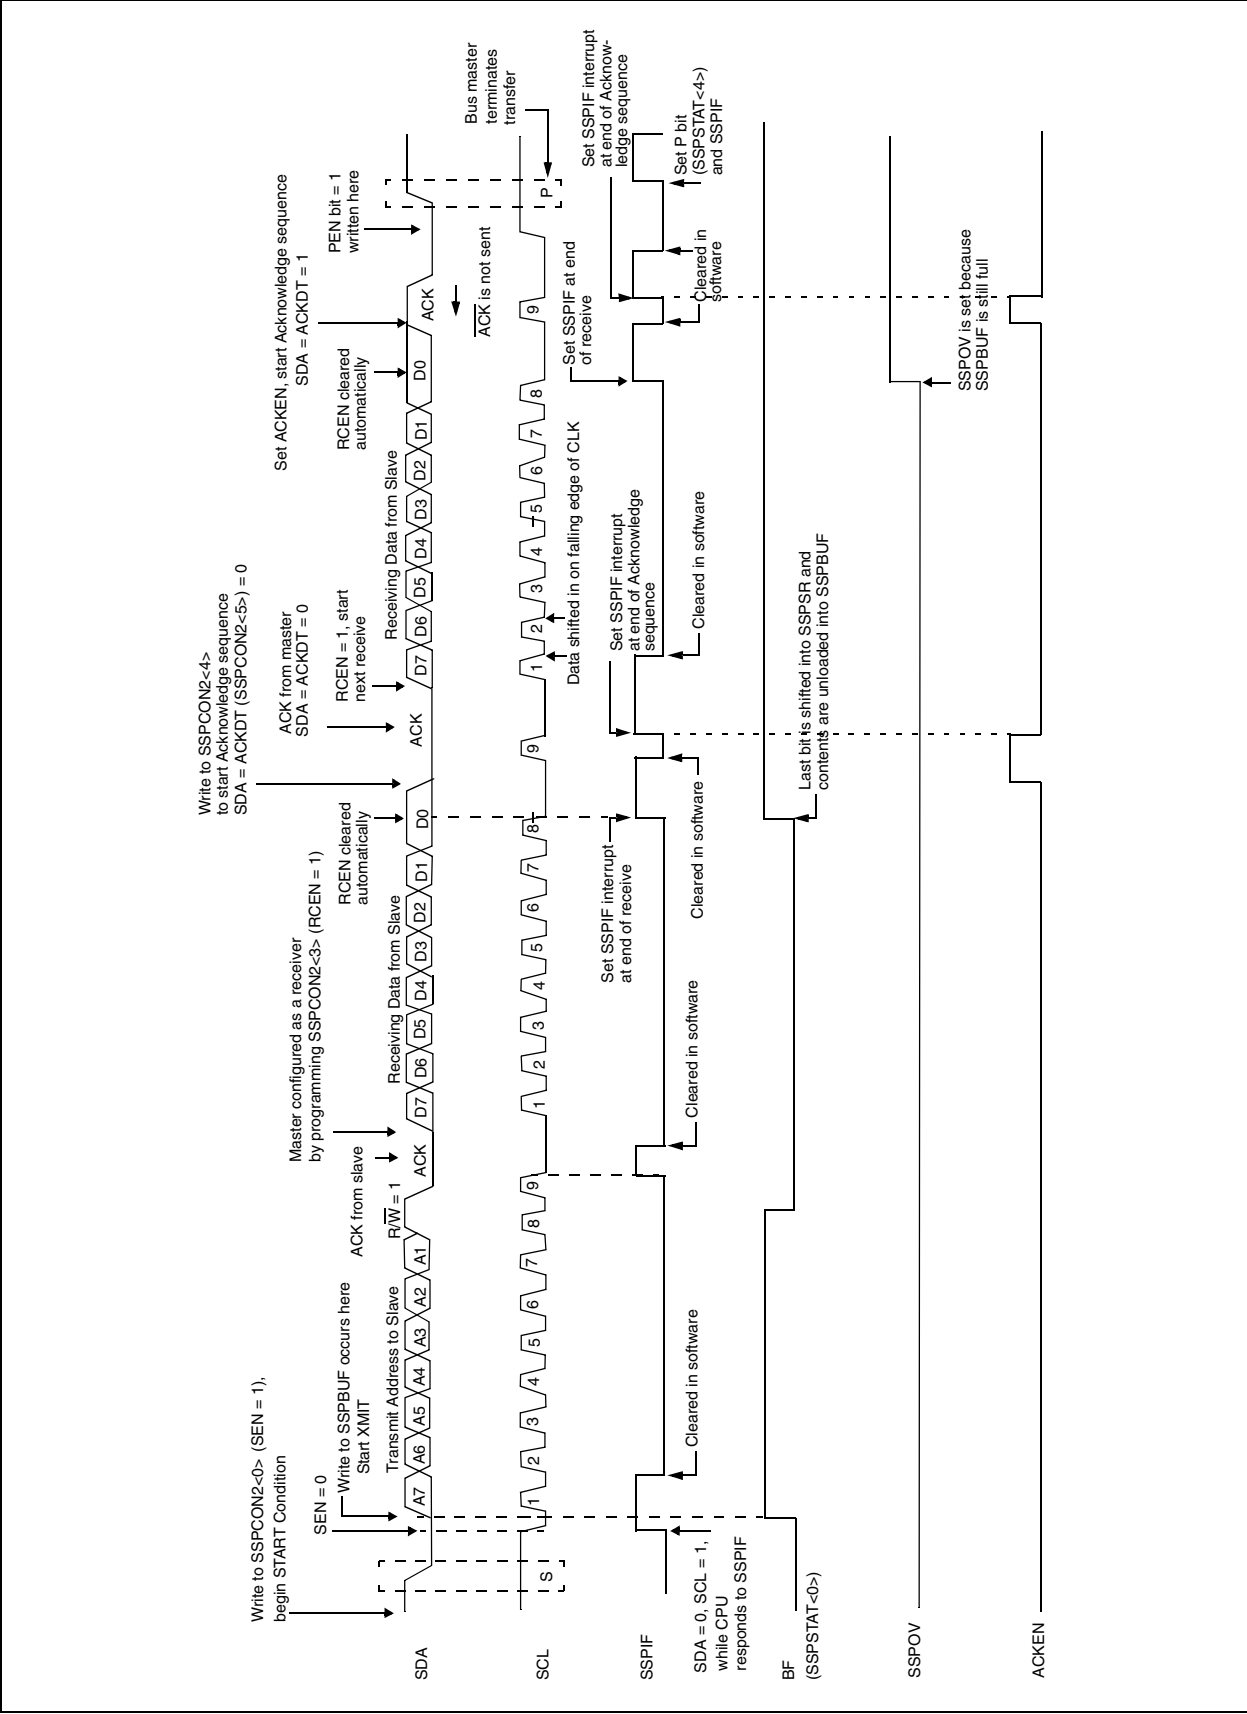 Write to SSPCON2<0> (SEN = 1),
begin START Condition
SEN = 0
Write to SSPBUF occurs here
Start XMIT
Transmit Address to Slave
R/W = 1
ACK from slave
Master configured as a receiver
by programming SSPCON2<3> (RCEN = 1)
Receiving Data from Slave
RCEN cleared
automatically
Write to SSPCON2<4>
to start Acknowledge sequence
SDA = ACKDT (SSPCON2<5>) = 0
ACK from master
SDA = ACKDT = 0
RCEN = 1, start
next receive
Receiving Data from Slave
RCEN cleared
automatically
Set ACKEN, start Acknowledge sequence
SDA = ACKDT = 1
PEN bit = 1
written here
SDA
A7 A6 A5 A4 A3 A2 A1 ACK D7 D6 D5 D4 D3 D2 D1 D0 ACK D7 D6 D5 D4 D3 D2 D1 D0 ACK
ACK is not sent
Bus master
terminates
transfer
SCL
S 1 2 3 4 5 6 7 8 9 1 2 3 4 5 6 7 8 9 1 2 3 4 5 6 7 8 9 P
Data shifted in on falling edge of CLK
Set SSPIF interrupt
at end of receive
Set SSPIF interrupt
at end of Acknowledge
sequence
Set SSPIF at end
of receive
Set SSPIF interrupt
at end of Acknow-
ledge sequence
SSPIF
SDA = 0, SCL = 1,
while CPU
responds to SSPIF
Cleared in software
Cleared in software
Cleared in software
Cleared in software
Cleared in
software
Set P bit
(SSPSTAT<4>)
and SSPIF
BF
(SSPSTAT<0>)
Last bit is shifted into SSPSR and
contents are unloaded into SSPBUF
SSPOV
SSPOV is set because
SSPBUF is still full
ACKEN